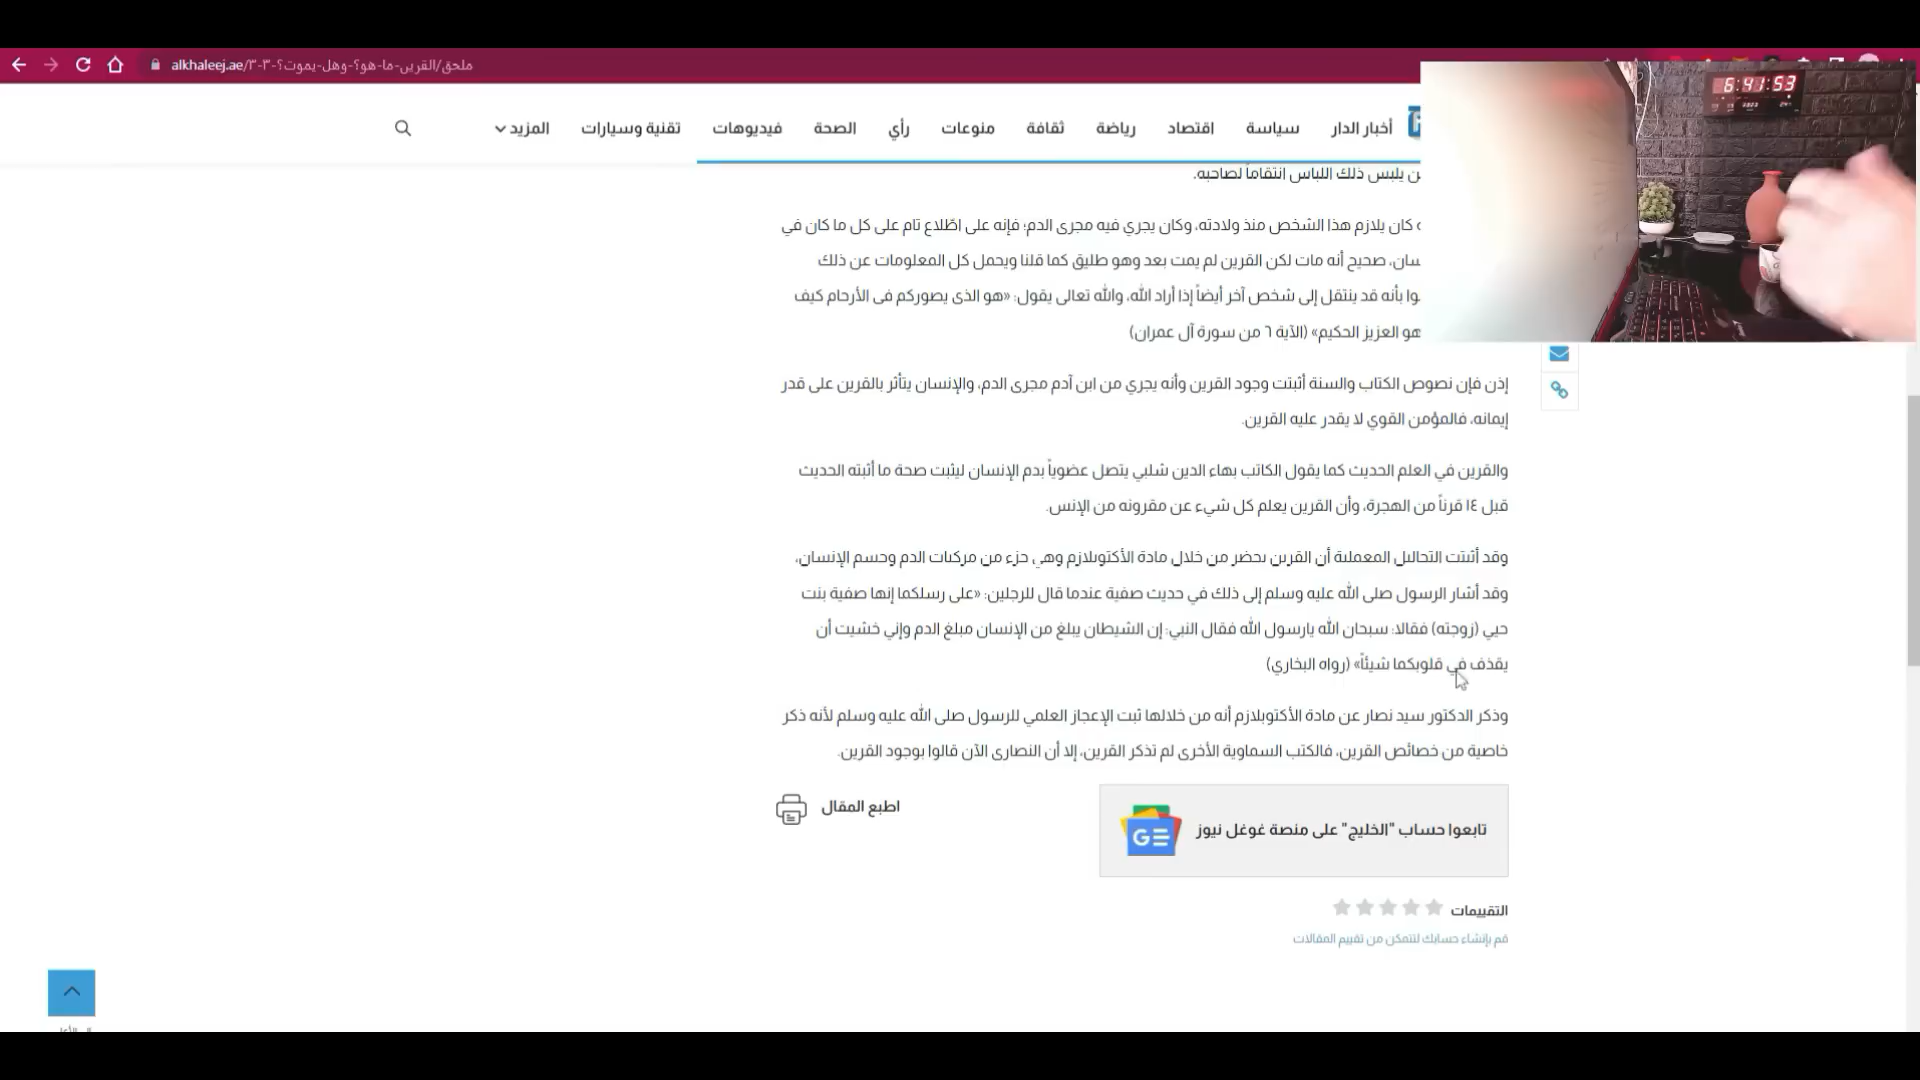 alkhaleej.ae/ملحق/القرين-ما-هو؟-وهل-يموت؟-٣-٣
6:41:53
أخبار الدار سياسة اقتصاد رياضة ثقافة منوعات رأي الصحة فيديوهات تقنية وسيارات المزيد
ن يلبس ذلك اللباس انتقاماً لصاحبه.
كان يلازم هذا الشخص منذ ولادته، وكان يجري فيه مجرى الدم؛ فإنه على اطّلاع تام على كل ما كان في
سان، صحيح أنه مات لكن القرين لم يمت بعد وهو طليق كما قلنا ويحمل كل المعلومات عن ذلك
وا بأنه قد ينتقل إلى شخص آخر أيضاً إذا أراد الله، والله تعالى يقول: «هو الذى يصوركم فى الأرحام كيف
هو العزيز الحكيم» (الآية ٦ من سورة آل عمران)
إذن فإن نصوص الكتاب والسنة أثبتت وجود القرين وأنه يجري من ابن آدم مجرى الدم، والإنسان يتأثر بالقرين على قدر
إيمانه، فالمؤمن القوي لا يقدر عليه القرين.
والقرين في العلم الحديث كما يقول الكاتب بهاء الدين شلبي يتصل عضوياً بدم الإنسان ليثبت صحة ما أثبته الحديث
قبل ١٤ قرناً من الهجرة، وأن القرين يعلم كل شيء عن مقرونه من الإنس.
وقد أثبتت التحاليل المعملية أن القرين يحضر من خلال مادة الأكتوبلازم وهي جزء من مركبات الدم وجسم الإنسان،
وقد أشار الرسول صلى الله عليه وسلم إلى ذلك في حديث صفية عندما قال للرجلين: «على رسلكما إنها صفية بنت
حيي (زوجته) فقالا: سبحان الله يارسول الله فقال النبي: إن الشيطان يبلغ من الإنسان مبلغ الدم وإني خشيت أن
يقذف في قلوبكما شيئاً» (رواه البخاري)
وذكر الدكتور سيد نصار عن مادة الأكتوبلازم أنه من خلالها ثبت الإعجاز العلمي للرسول صلى الله عليه وسلم لأنه ذكر
خاصية من خصائص القرين، فالكتب السماوية الأخرى لم تذكر القرين، إلا أن النصارى الآن قالوا بوجود القرين.
تابعوا حساب "الخليج" على منصة غوغل نيوز
اطبع المقال
التقييمات
قم بإنشاء حسابك لتتمكن من تقييم المقالات